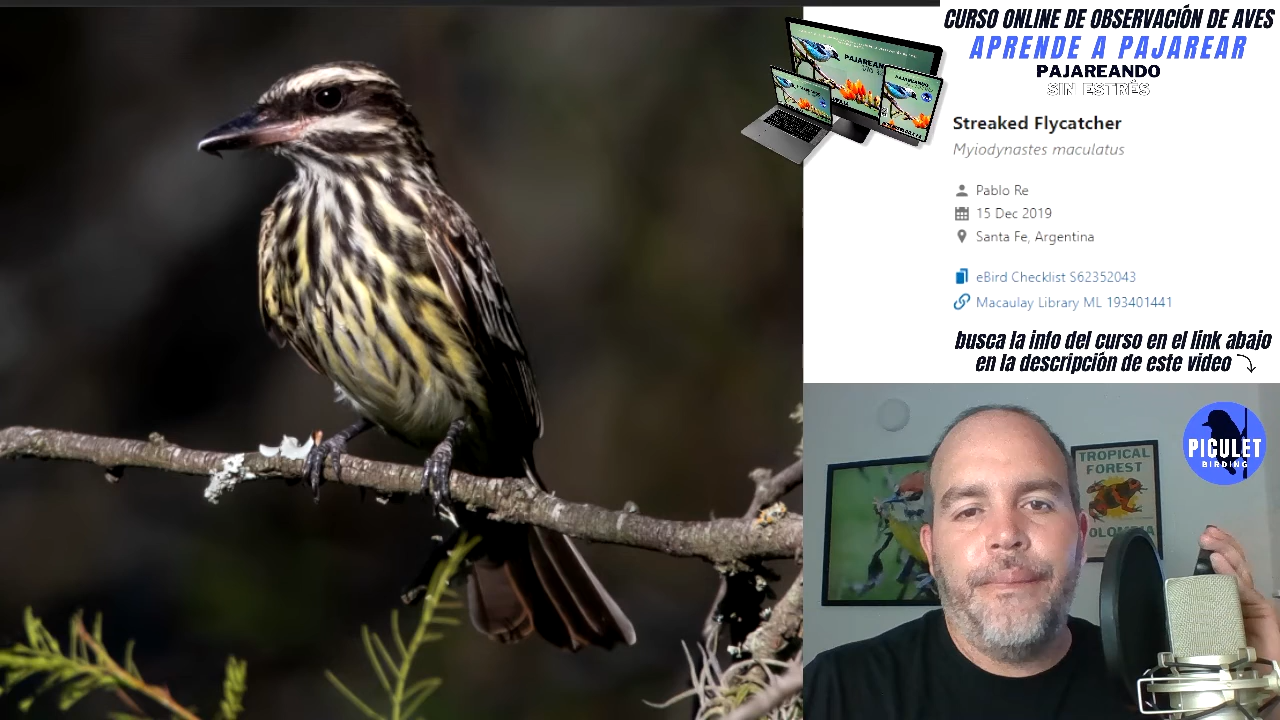 CURSO ONLINE DE OBSERVACIÓN DE AVES
APRENDE A PAJAREAR
PAJAREANDO
SIN ESTRÉS
Streaked Flycatcher
Myiodynastes maculatus
Pablo Re
15 Dec 2019
Santa Fe, Argentina
eBird Checklist S62352043
Macaulay Library ML 193401441
busca la info del curso en el link abajo
en la descripción de este video
PICULET
BIRDING
TROPICAL
FOREST